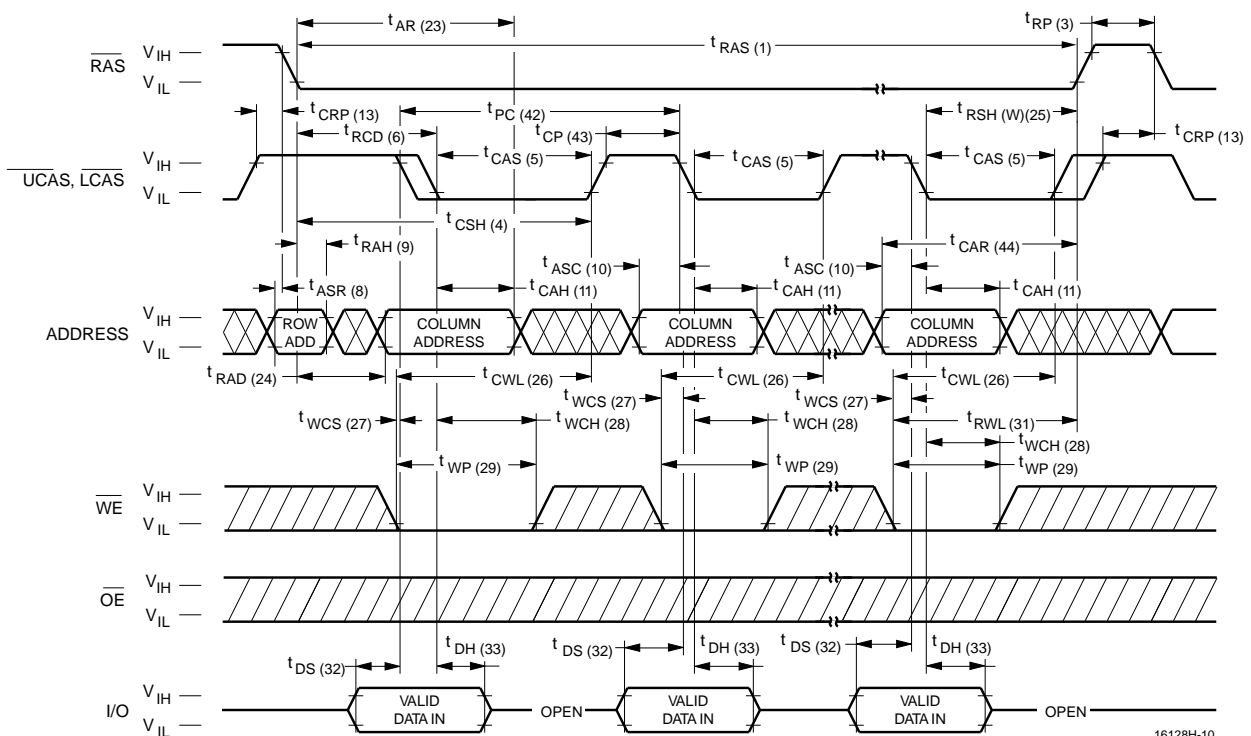 t AR (23)
t RP (3)
t RAS (1)
RAS
V IH
V IL
t CRP (13)
t PC (42)
t RSH (W)(25)
t RCD (6)
t CP (43)
t CRP (13)
UCAS, LCAS
V IH
V IL
t CAS (5)
t CAS (5)
t CAS (5)
t CSH (4)
t RAH (9)
t CAR (44)
t ASC (10)
t ASC (10)
t ASR (8)
t CAH (11)
t CAH (11)
t CAH (11)
ADDRESS
V IH
V IL
ROW
ADD
COLUMN
ADDRESS
COLUMN
ADDRESS
COLUMN
ADDRESS
t RAD (24)
t CWL (26)
t CWL (26)
t CWL (26)
t WCS (27)
t WCS (27)
t WCS (27)
t WCH (28)
t WCH (28)
t RWL (31)
t WCH (28)
t WP (29)
t WP (29)
t WP (29)
WE
V IH
V IL
OE
V IH
V IL
t DS (32)
t DH (33)
t DS (32)
t DH (33)
t DS (32)
t DH (33)
I/O
V IH
V IL
VALID
DATA IN
OPEN
VALID
DATA IN
VALID
DATA IN
OPEN
16128H-10